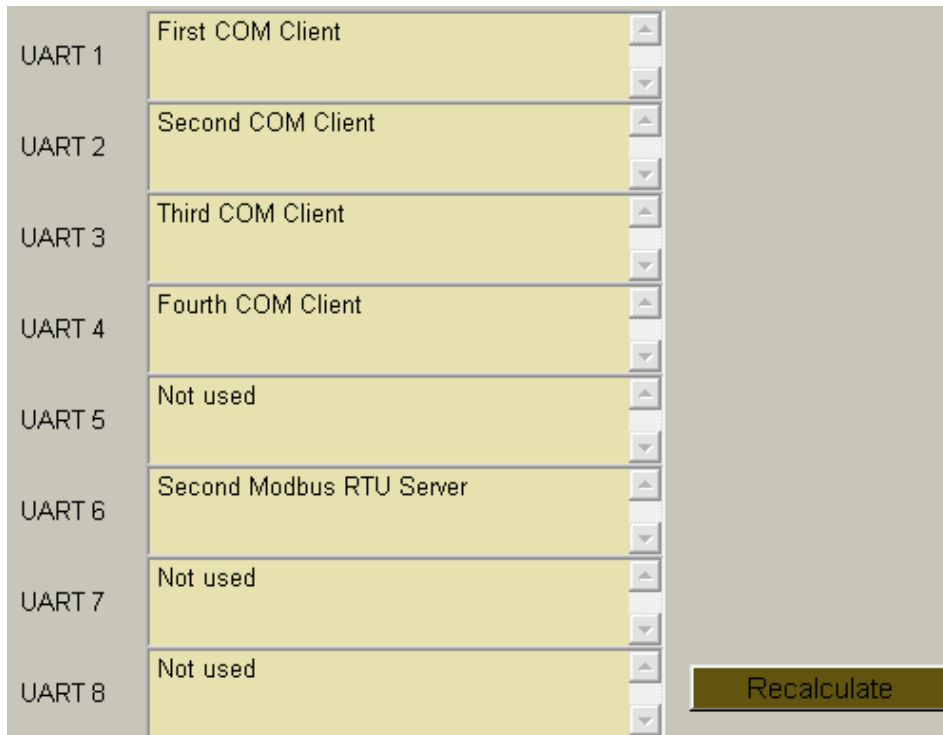 UART 1 First COM Client
UART 2 Second COM Client
UART 3 Third COM Client
UART 4 Fourth COM Client
UART 5 Not used
UART 6 Second Modbus RTU Server
UART 7 Not used
UART 8 Not used
Recalculate